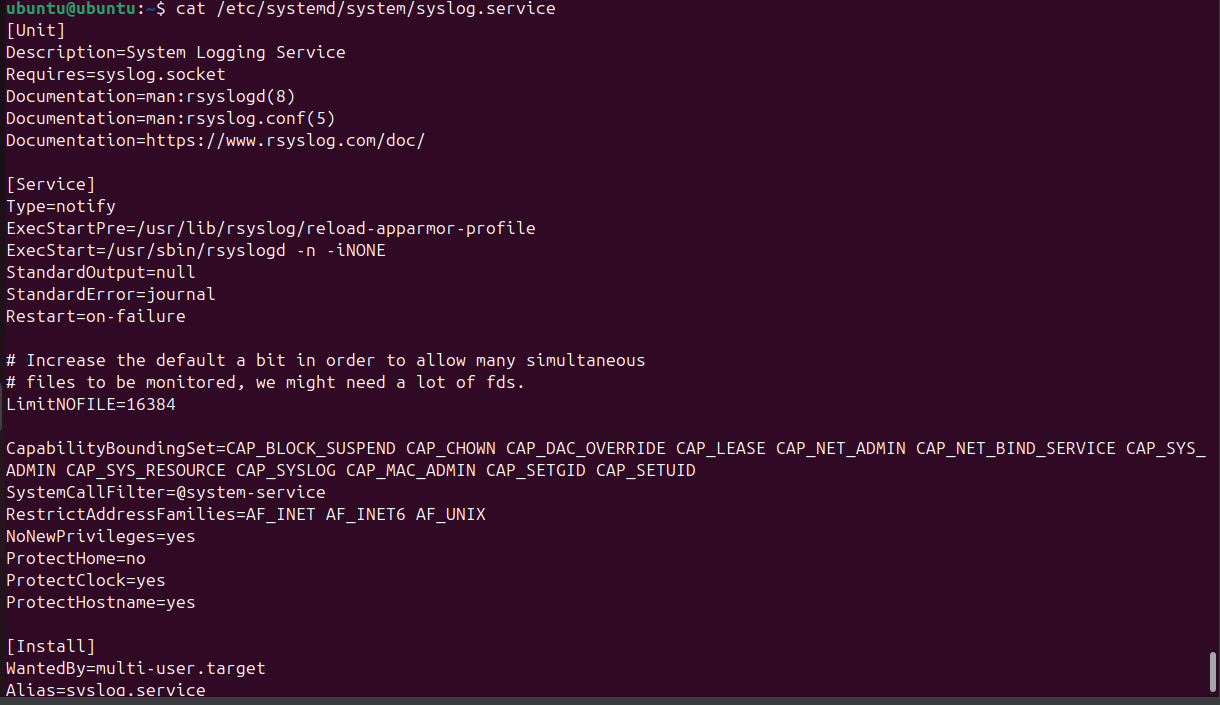 ubuntu@ubuntu:~$ cat /etc/systemd/system/syslog.service
[Unit]
Description=System Logging Service
Requires=syslog.socket
Documentation=man:rsyslogd(8)
Documentation=man:rsyslog.conf(5)
Documentation=https://www.rsyslog.com/doc/

[Service]
Type=notify
ExecStartPre=/usr/lib/rsyslog/reload-apparmor-profile
ExecStart=/usr/sbin/rsyslogd -n -iNONE
StandardOutput=null
StandardError=journal
Restart=on-failure

# Increase the default a bit in order to allow many simultaneous
# files to be monitored, we might need a lot of fds.
LimitNOFILE=16384

CapabilityBoundingSet=CAP_BLOCK_SUSPEND CAP_CHOWN CAP_DAC_OVERRIDE CAP_LEASE CAP_NET_ADMIN CAP_NET_BIND_SERVICE CAP_SYS_
ADMIN CAP_SYS_RESOURCE CAP_SYSLOG CAP_MAC_ADMIN CAP_SETGID CAP_SETUID
SystemCallFilter=@system-service
RestrictAddressFamilies=AF_INET AF_INET6 AF_UNIX
NoNewPrivileges=yes
ProtectHome=no
ProtectClock=yes
ProtectHostname=yes

[Install]
WantedBy=multi-user.target
Alias=syslog.service